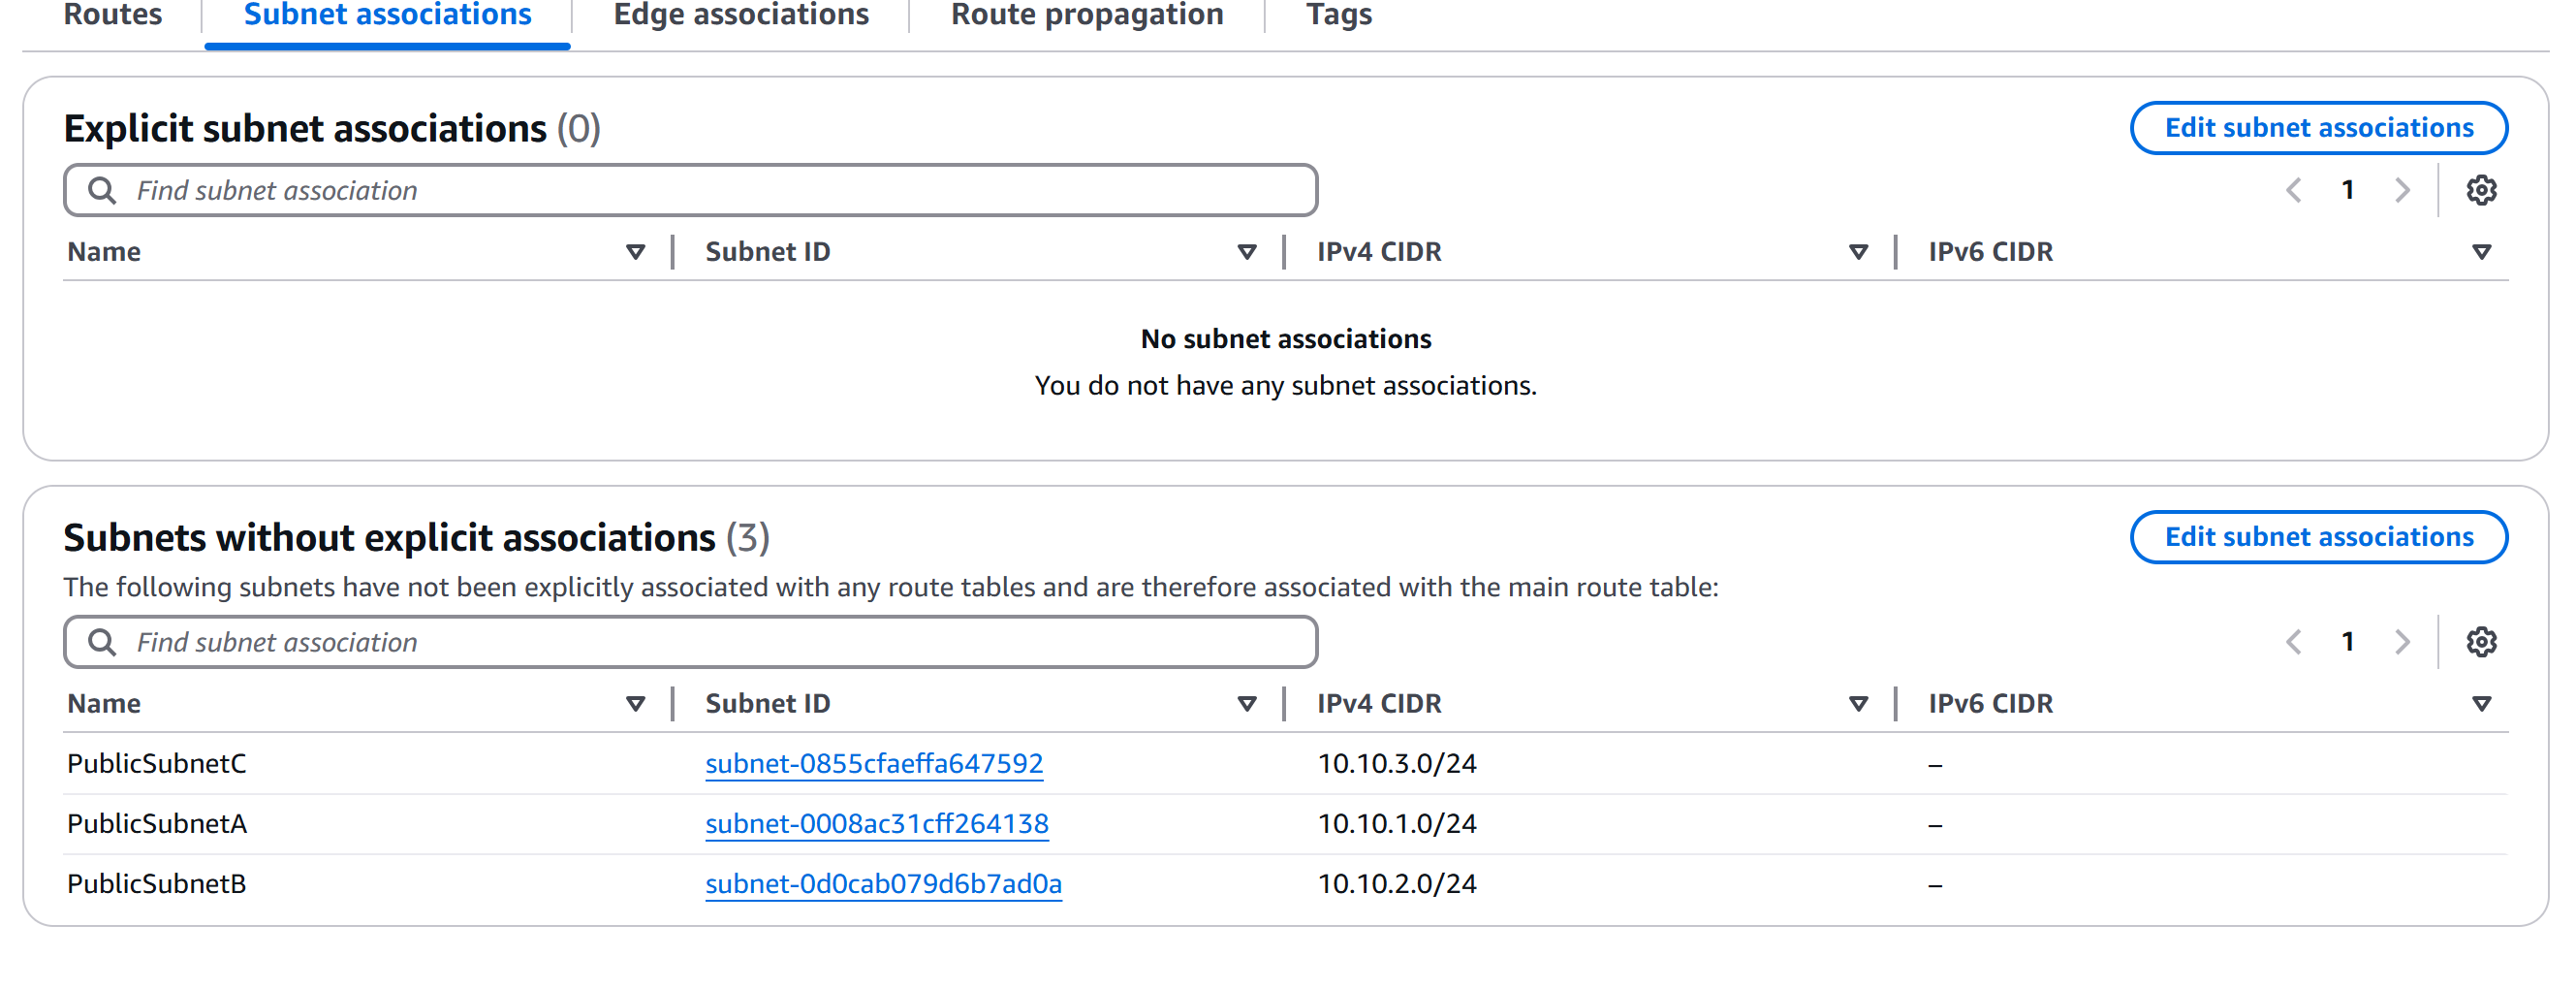 Routes Subnet associations Edge associations Route propagation Tags
Explicit subnet associations (0) Edit subnet associations
Find subnet association 1
Name Subnet ID IPv4 CIDR IPv6 CIDR
No subnet associations
You do not have any subnet associations.
Subnets without explicit associations (3) Edit subnet associations
The following subnets have not been explicitly associated with any route tables and are therefore associated with the main route table:
Find subnet association 1
Name Subnet ID IPv4 CIDR IPv6 CIDR
PublicSubnetC subnet-0855cfaeffa647592 10.10.3.0/24 –
PublicSubnetA subnet-0008ac31cff264138 10.10.1.0/24 –
PublicSubnetB subnet-0d0cab079d6b7ad0a 10.10.2.0/24 –